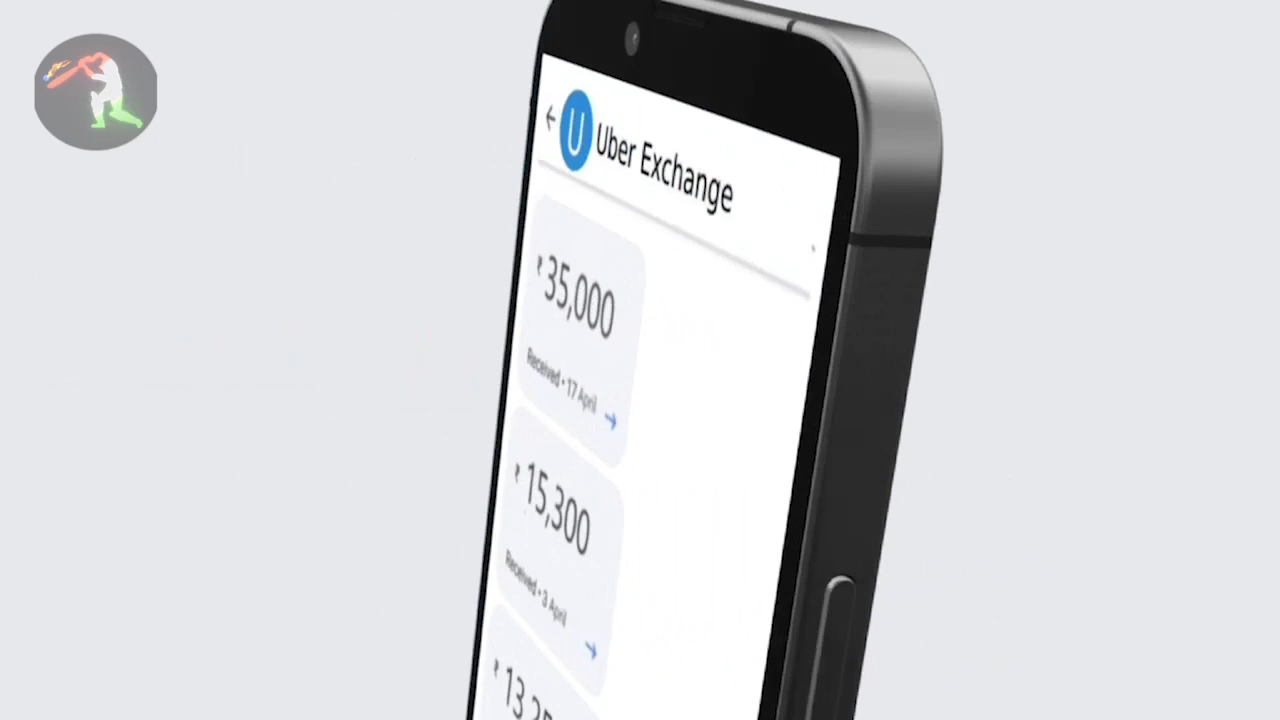 U Uber Exchange
₹35,000
Received • 17 April
₹15,300
Received • 3 April